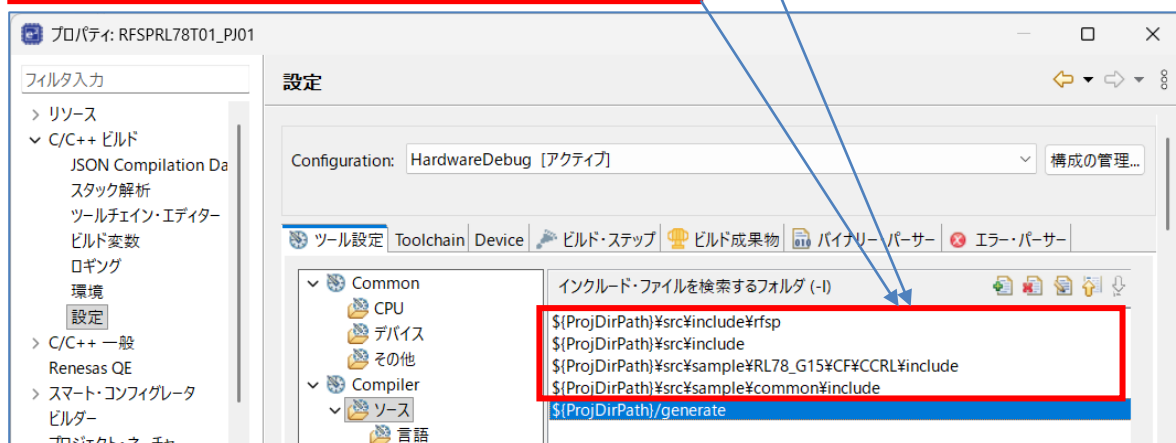 プロパティ: RFSPRL78T01_PJ01
フィルタ入力
リソース
C/C++ ビルド
JSON Compilation Da
スタック解析
ツールチェイン・エディター
ビルド変数
ロギング
環境
設定
C/C++ 一般
Renesas QE
スマート・コンフィグレータ
ビルダー
設定
Configuration: HardwareDebug [アクティブ] 構成の管理...
ツール設定 Toolchain Device ビルド・ステップ ビルド成果物 バイナリー・パーサー エラー・パーサー
Common
CPU
デバイス
その他
Compiler
ソース
言語
インクルード・ファイルを検索するフォルダ (-I)
${ProjDirPath}¥src¥include¥rfsp
${ProjDirPath}¥src¥include
${ProjDirPath}¥src¥sample¥RL78_G15¥CF¥CCRL¥include
${ProjDirPath}¥src¥sample¥common¥include
${ProjDirPath}/generate